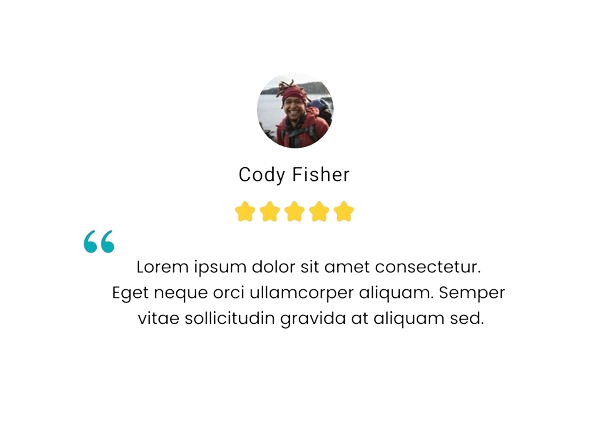 Cody Fisher
“
Lorem ipsum dolor sit amet consectetur.
Eget neque orci ullamcorper aliquam. Semper
vitae sollicitudin gravida at aliquam sed.